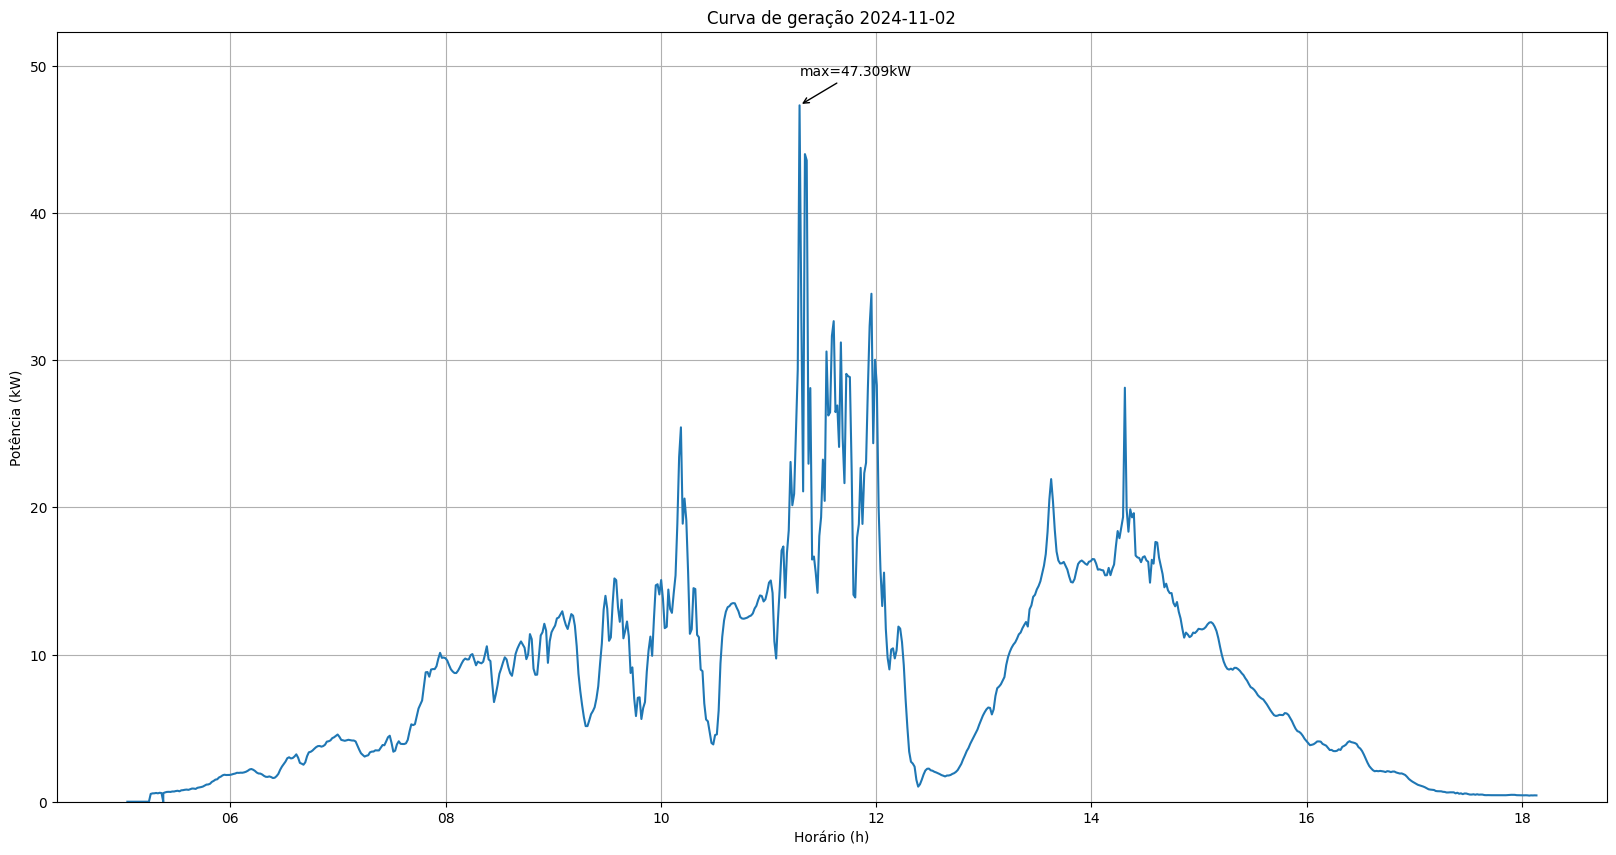 Curva de geração 2024-11-02
max=47.309kW
Potência (kW)
50
40
30
20
10
0
06 08 10 12 14 16 18
Horário (h)